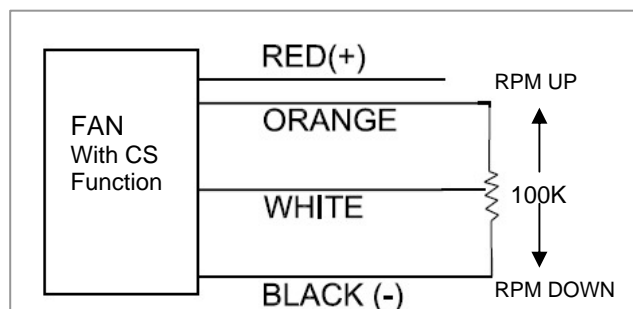 RED(+)
RPM UP
ORANGE
FAN
With CS
Function
100K
WHITE
RPM DOWN
BLACK (-)